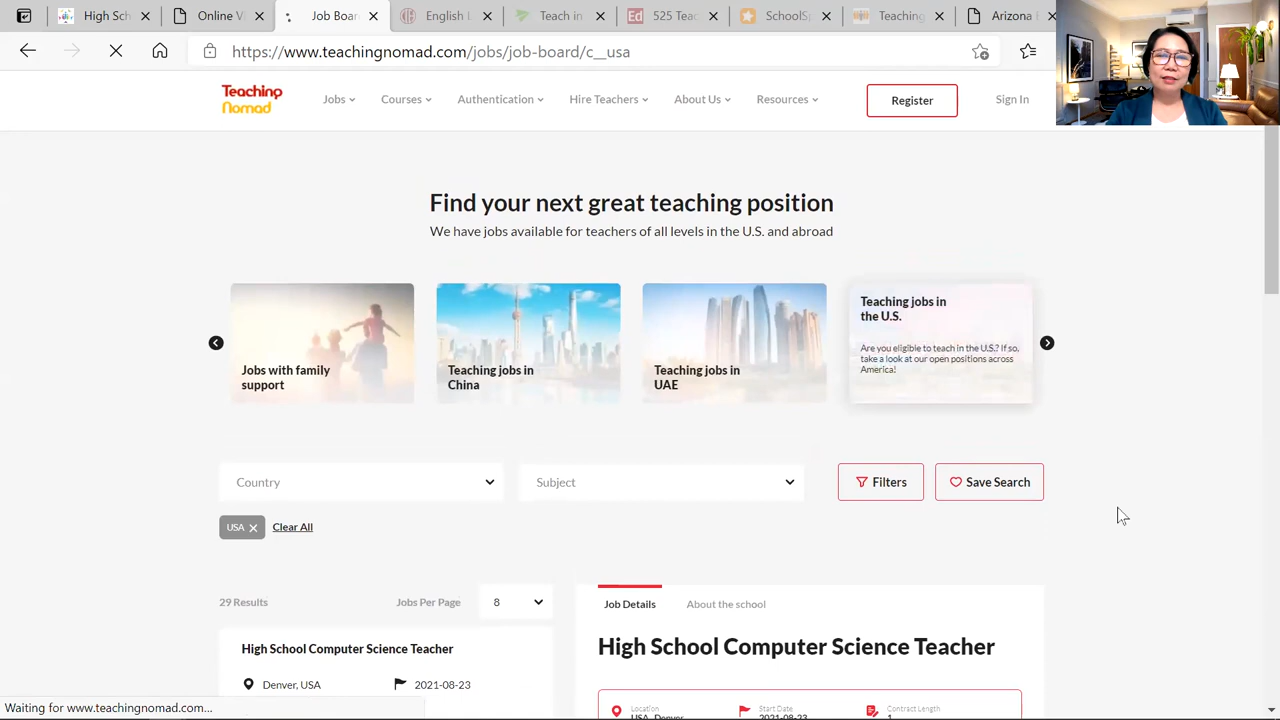 High Sch
Online V
Job Boar
English
Teach in
525 Teac
SchoolSp
Teaching
Arizona
https://www.teachingnomad.com/jobs/job-board/c__usa
Teaching
Nomad
Jobs
Courses
Authentication
Hire Teachers
About Us
Resources
Register
Sign In
Find your next great teaching position
We have jobs available for teachers of all levels in the U.S. and abroad
Jobs with family
support
Teaching jobs in
China
Teaching jobs in
UAE
Teaching jobs in
the U.S.
Are you eligible to teach in the U.S.? If so,
take a look at our open positions across
America!
Country
Subject
Filters
Save Search
USA
Clear All
29 Results
Jobs Per Page
8
Job Details
About the school
High School Computer Science Teacher
Denver, USA
2021-08-23
High School Computer Science Teacher
Location
USA, Denver
Start Date
2021-08-23
Contract Length
1
Waiting for www.teachingnomad.com...